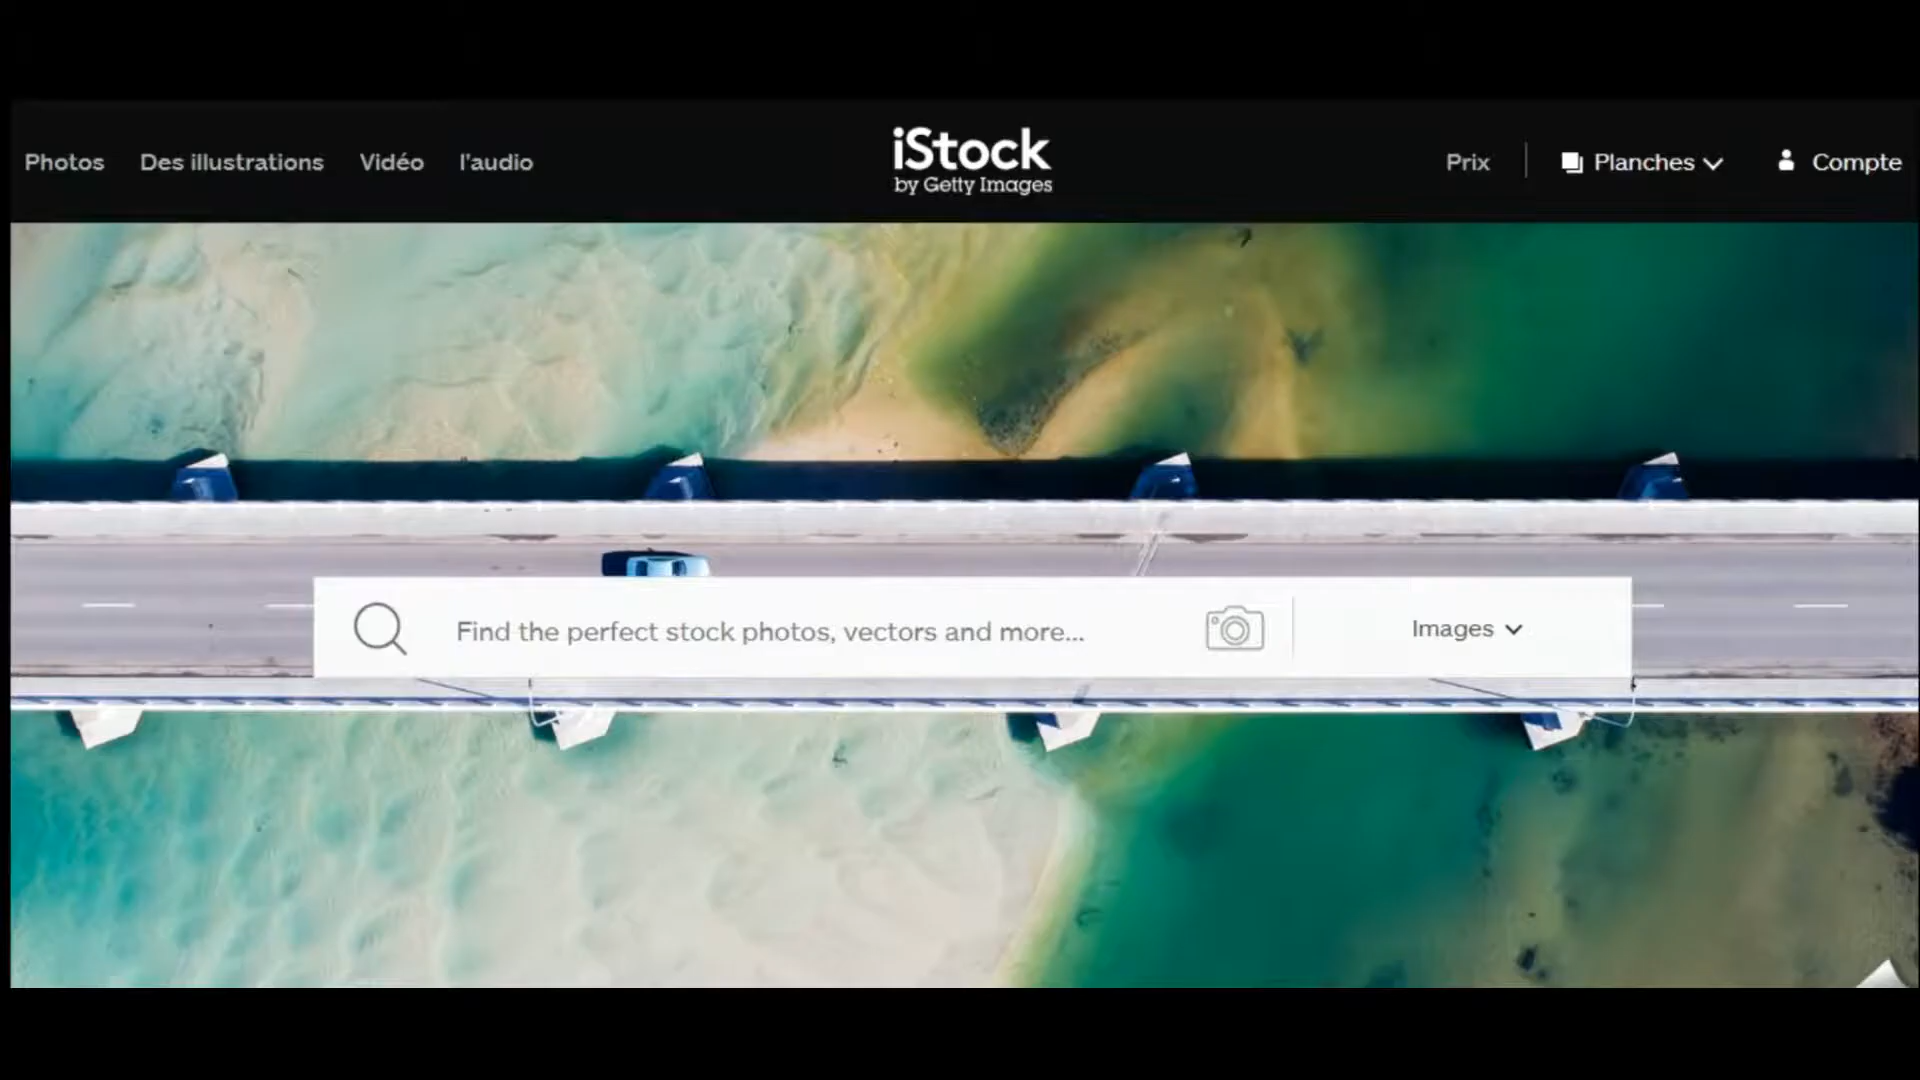 Photos Des illustrations Vidéo l'audio
iStock
by Getty Images
Prix Planches Compte
Find the perfect stock photos, vectors and more...
Images